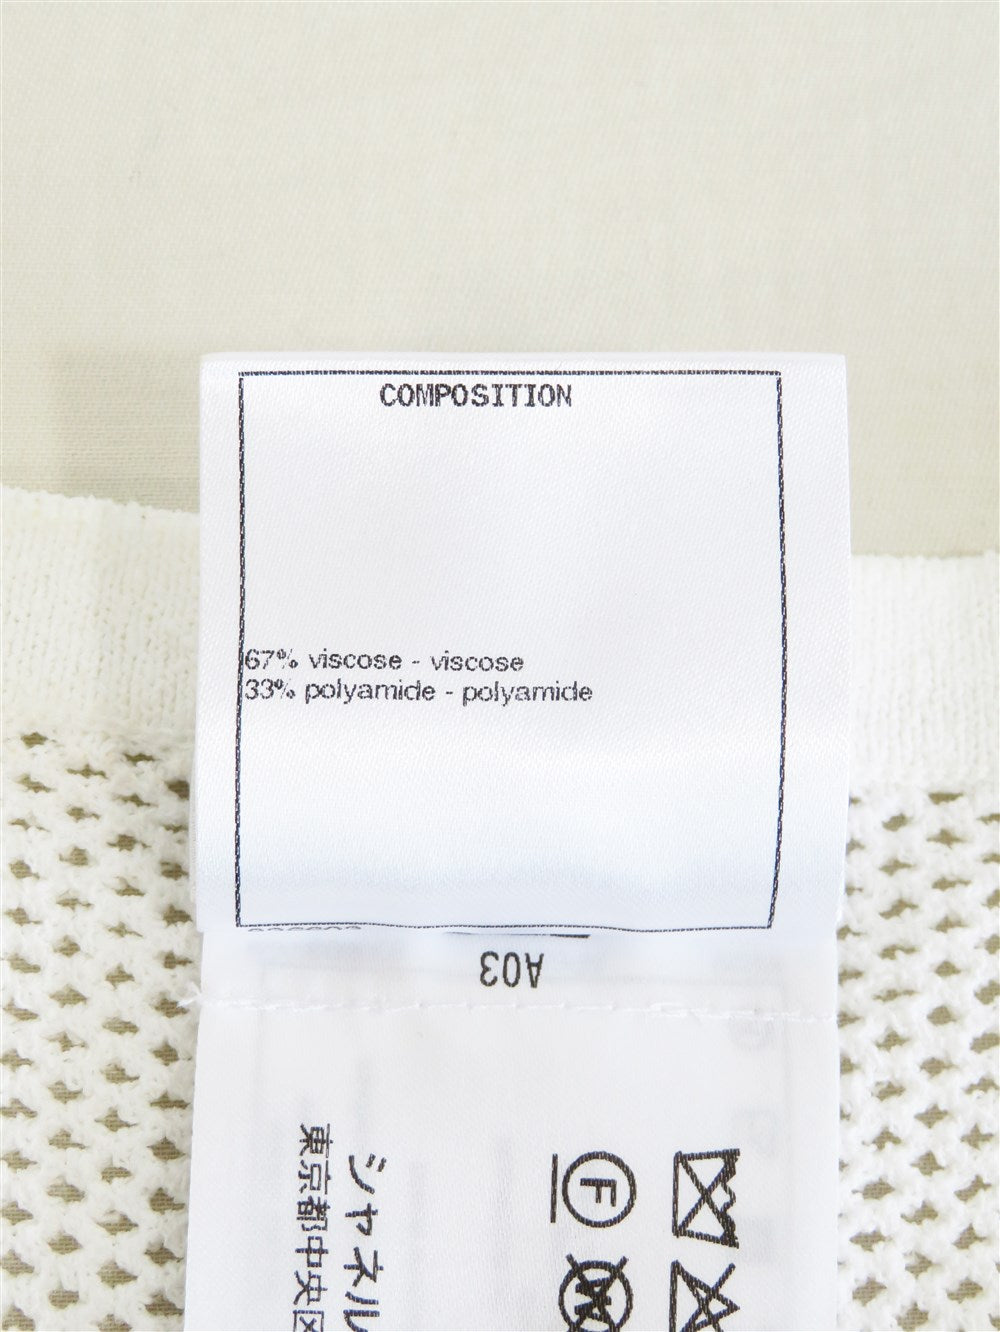 COMPOSITION
67% viscose - viscose
33% polyamide - polyamide
A03
シャネル
東京都中央区
F
W